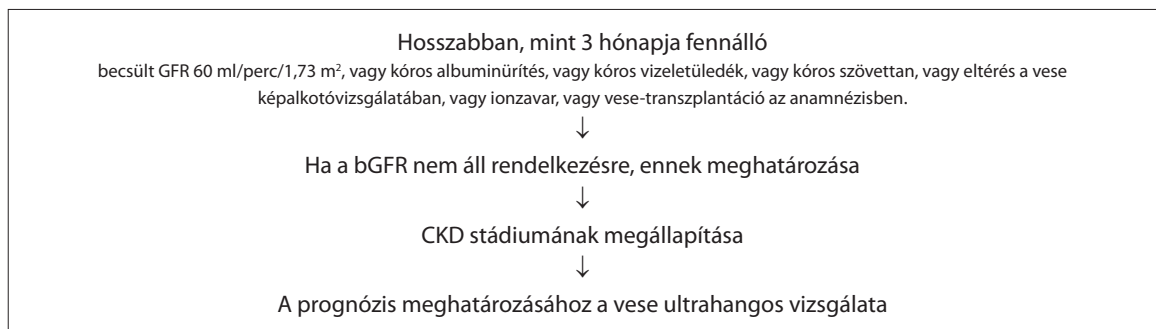 Hosszabban, mint 3 hónapja fennálló
becsült GFR 60 ml/perc/1,73 m², vagy kóros albuminürítés, vagy kóros vizeletüledék, vagy kóros szövettan, vagy eltérés a vese
képalkotóvizsgálatában, vagy ionzavar, vagy vese-transzplantáció az anamnézisben.
↓
Ha a bGFR nem áll rendelkezésre, ennek meghatározása
↓
CKD stádiumának megállapítása
↓
A prognózis meghatározásához a vese ultrahangos vizsgálata